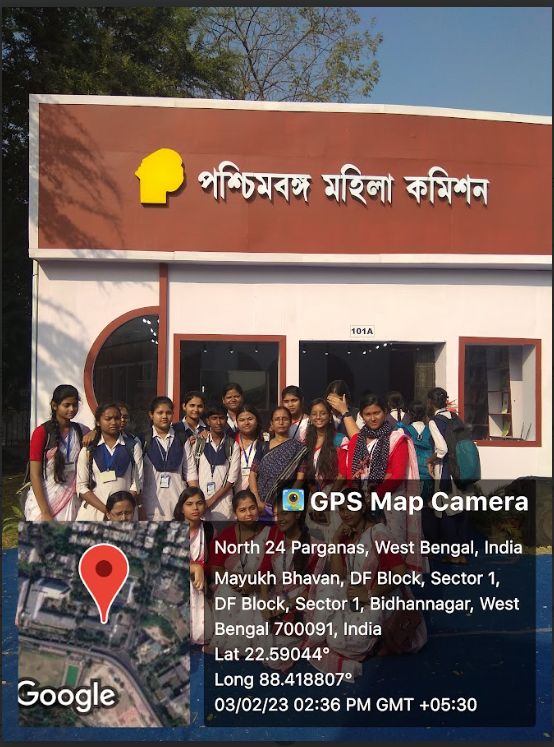 পশ্চিমবঙ্গ মহিলা কমিশন
101A
GPS Map Camera
North 24 Parganas, West Bengal, India
Mayukh Bhavan, DF Block, Sector 1,
DF Block, Sector 1, Bidhannagar, West
Bengal 700091, India
Lat 22.59044°
Long 88.418807°
03/02/23 02:36 PM GMT +05:30
Google